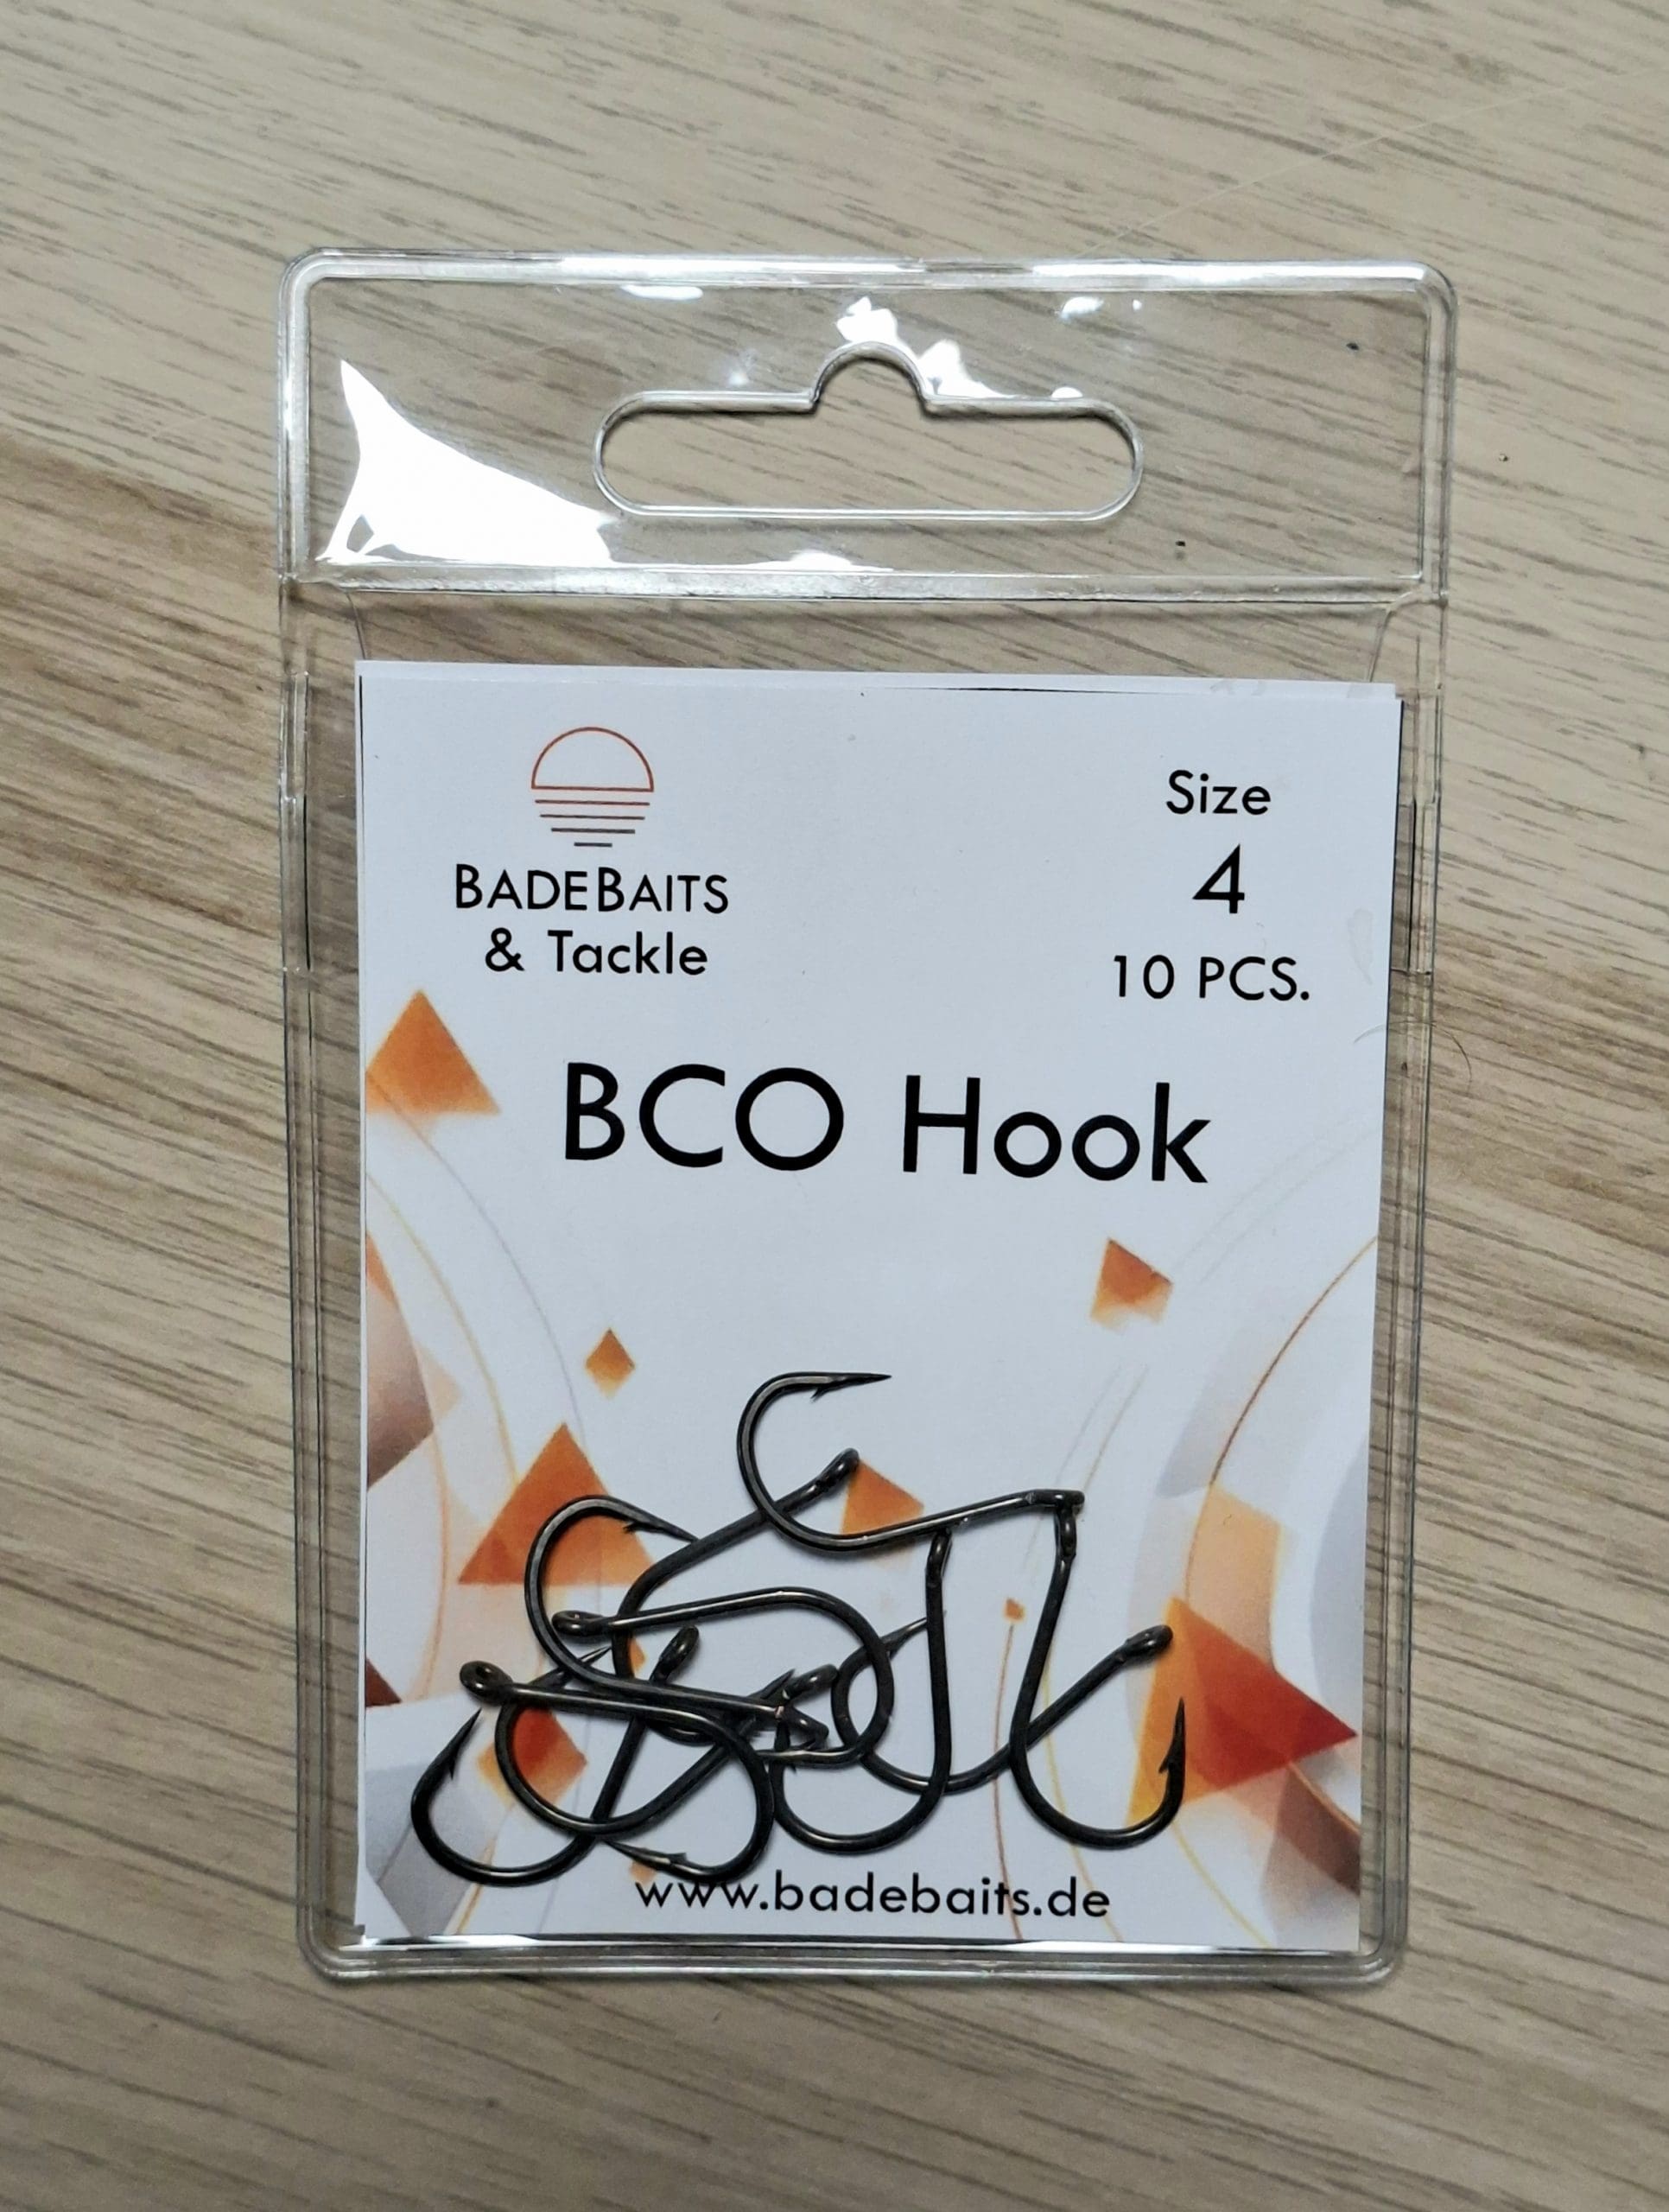 BADEBAITS
& Tackle
Size
4
10 PCS.
BCO Hook
www.badebaits.de